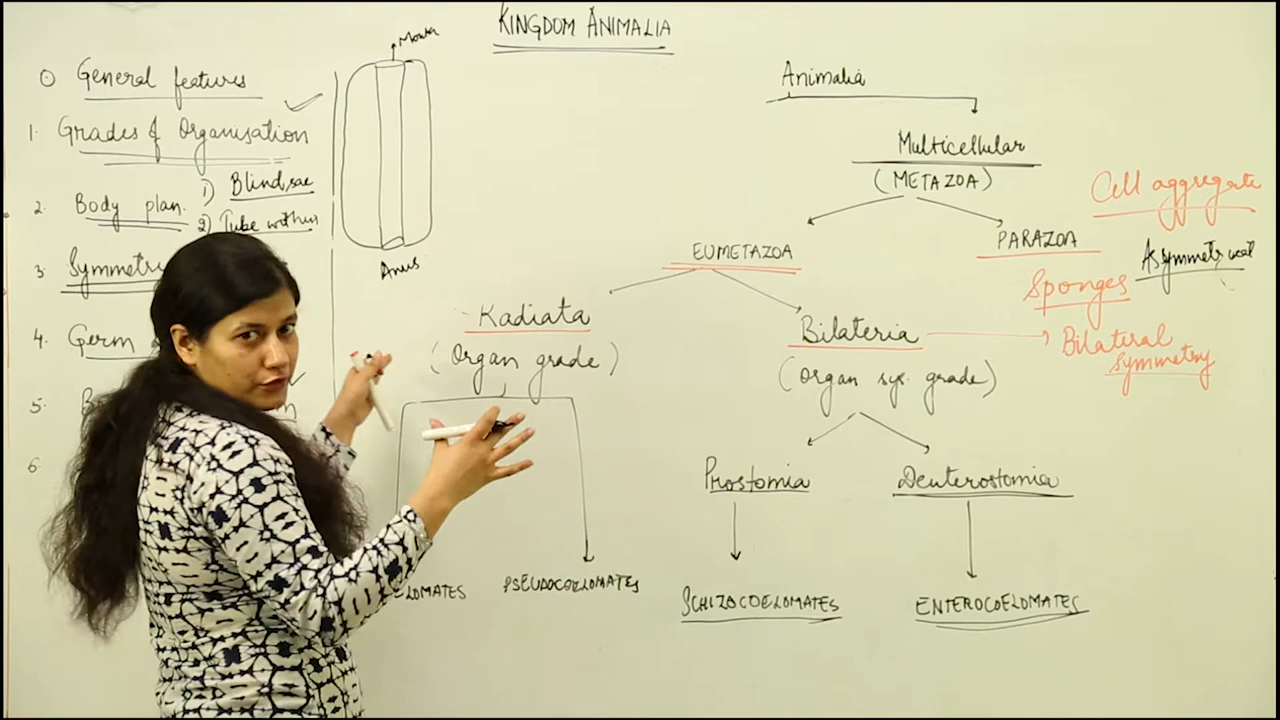 KINGDOM ANIMALIA
0 General features
1. Grades of Organisation
2. Body plan. 1) Blind sac
2) Tube within
3. Symmetry
4. Germ
5.
6
Mouth
Anus
Animalia
Multicellular
(METAZOA)
EUMETAZOA
PARAZOA
Cell aggregate
Asymmetrical
Sponges
Radiata
(Organ grade)
Bilateria
(Organ sys. grade)
Bilateral
symmetry
ELOMATES
PSEUDOCOELOMATES
Prostomia
Deuterostomia
SCHIZOCOELOMATES
ENTEROCOELOMATES